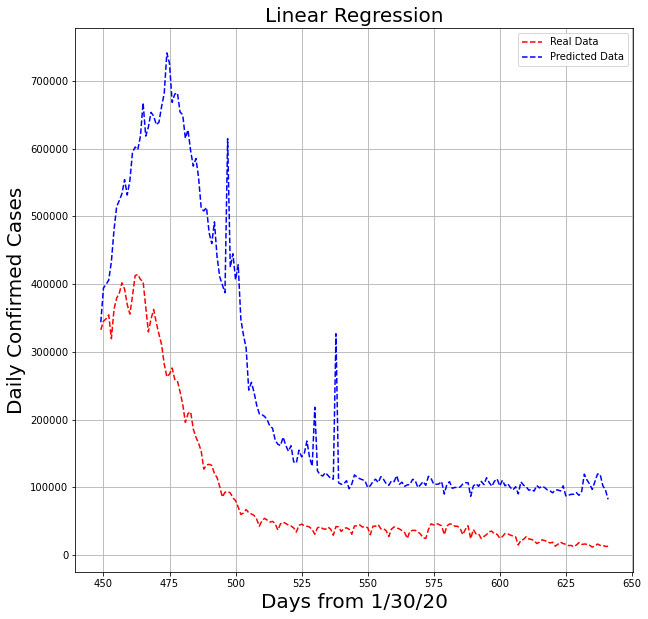 Linear Regression
Real Data
Predicted Data
Daily Confirmed Cases
700000
600000
500000
400000
300000
200000
100000
0
450 475 500 525 550 575 600 625 650
Days from 1/30/20